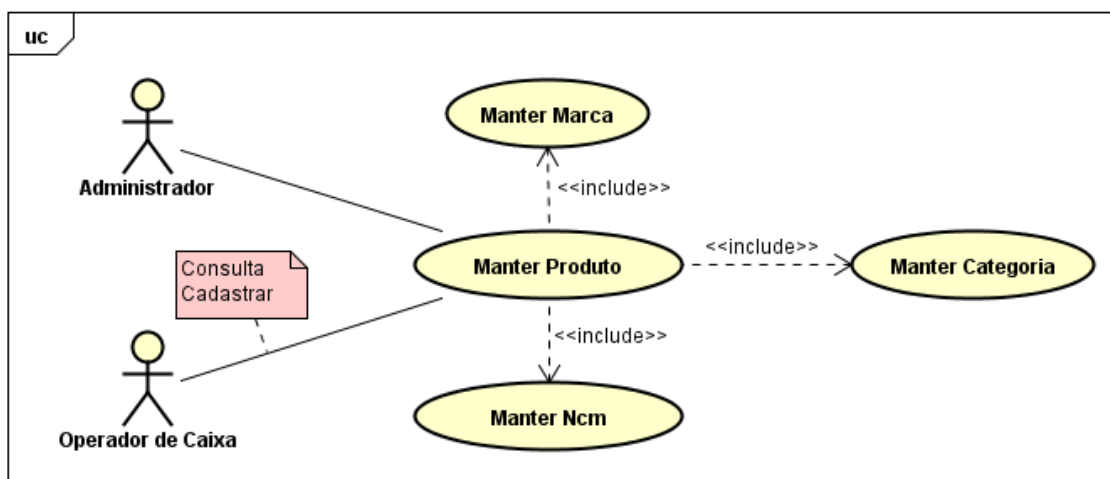 uc
Administrador
Manter Marca
<<include>>
Consulta
Cadastrar
Manter Produto
<<include>>
Manter Categoria
<<include>>
Operador de Caixa
Manter Ncm